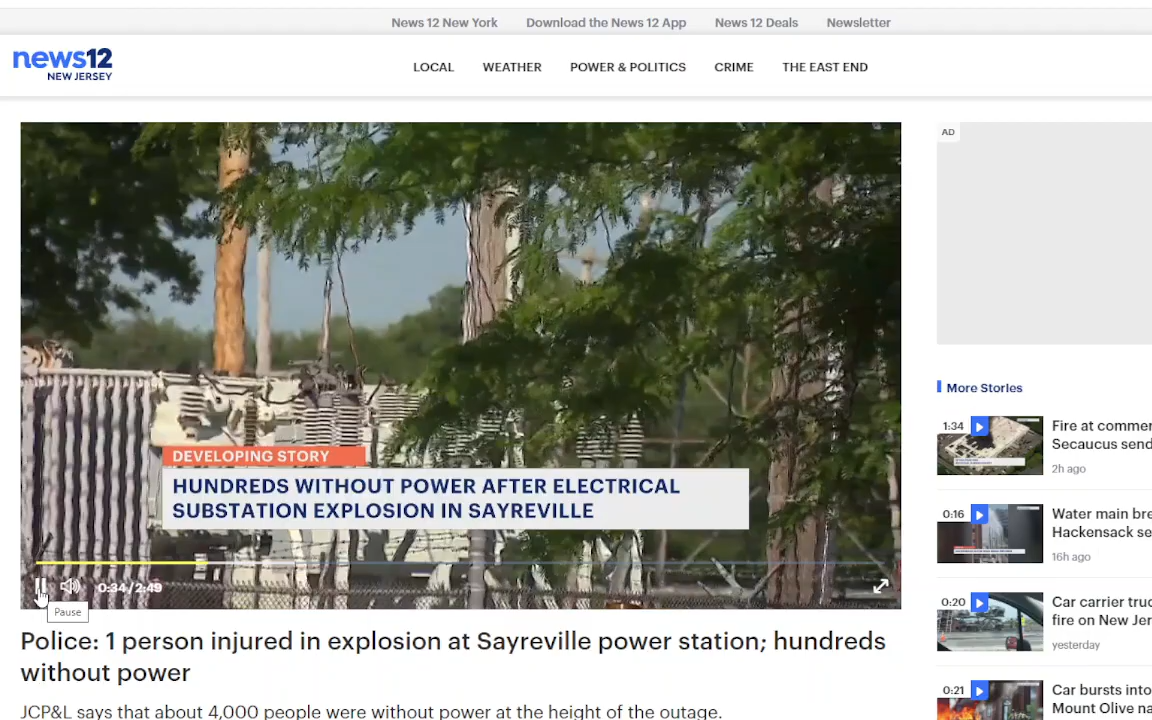 News 12 New York Download the News 12 App News 12 Deals Newsletter
news12
NEW JERSEY
LOCAL WEATHER POWER & POLITICS CRIME THE EAST END
AD
DEVELOPING STORY
HUNDREDS WITHOUT POWER AFTER ELECTRICAL
SUBSTATION EXPLOSION IN SAYREVILLE
0:34 / 2:49
Pause
Police: 1 person injured in explosion at Sayreville power station; hundreds
without power
JCP&L says that about 4,000 people were without power at the height of the outage.
More Stories
1:34
Fire at commer
Secaucus send
2h ago
0:16
Water main bre
Hackensack se
16h ago
0:20
Car carrier truc
fire on New Jer
yesterday
0:21
Car bursts into
Mount Olive na